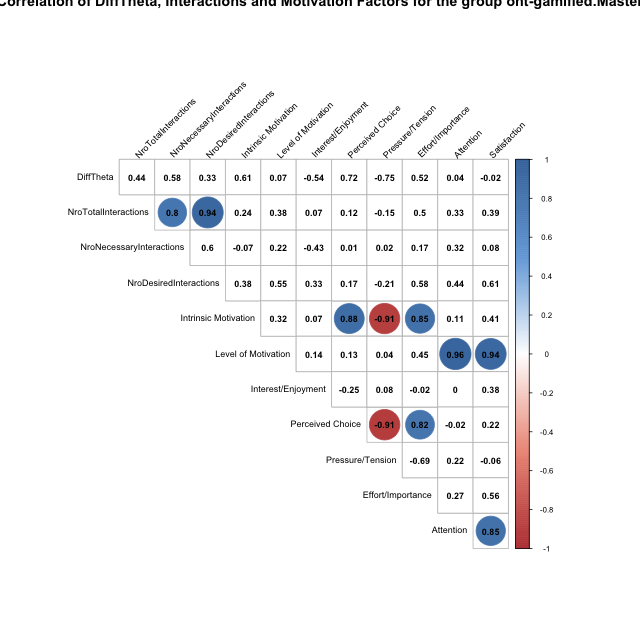 Correlation of DiffTheta, Interactions and Motivation Factors for the group ont-gamified.Master
NroTotalInteractions
NroNecessaryInteractions
NroDesiredInteractions
Intrinsic Motivation
Level of Motivation
Interest/Enjoyment
Perceived Choice
Pressure/Tension
Effort/Importance
Attention
Satisfaction
DiffTheta 0.44 0.58 0.33 0.61 0.07 -0.54 0.72 -0.75 0.52 0.04 -0.02
NroTotalInteractions 0.8 0.94 0.24 0.38 0.07 0.12 -0.15 0.5 0.33 0.39
NroNecessaryInteractions 0.6 -0.07 0.22 -0.43 0.01 0.02 0.17 0.32 0.08
NroDesiredInteractions 0.38 0.55 0.33 0.17 -0.21 0.58 0.44 0.61
Intrinsic Motivation 0.32 0.07 0.88 -0.91 0.85 0.11 0.41
Level of Motivation 0.14 0.13 0.04 0.45 0.96 0.94
Interest/Enjoyment -0.25 0.08 -0.02 0 0.38
Perceived Choice -0.91 0.82 -0.02 0.22
Pressure/Tension -0.69 0.22 -0.06
Effort/Importance 0.27 0.56
Attention 0.85
1
0.8
0.6
0.4
0.2
0
-0.2
-0.4
-0.6
-0.8
-1